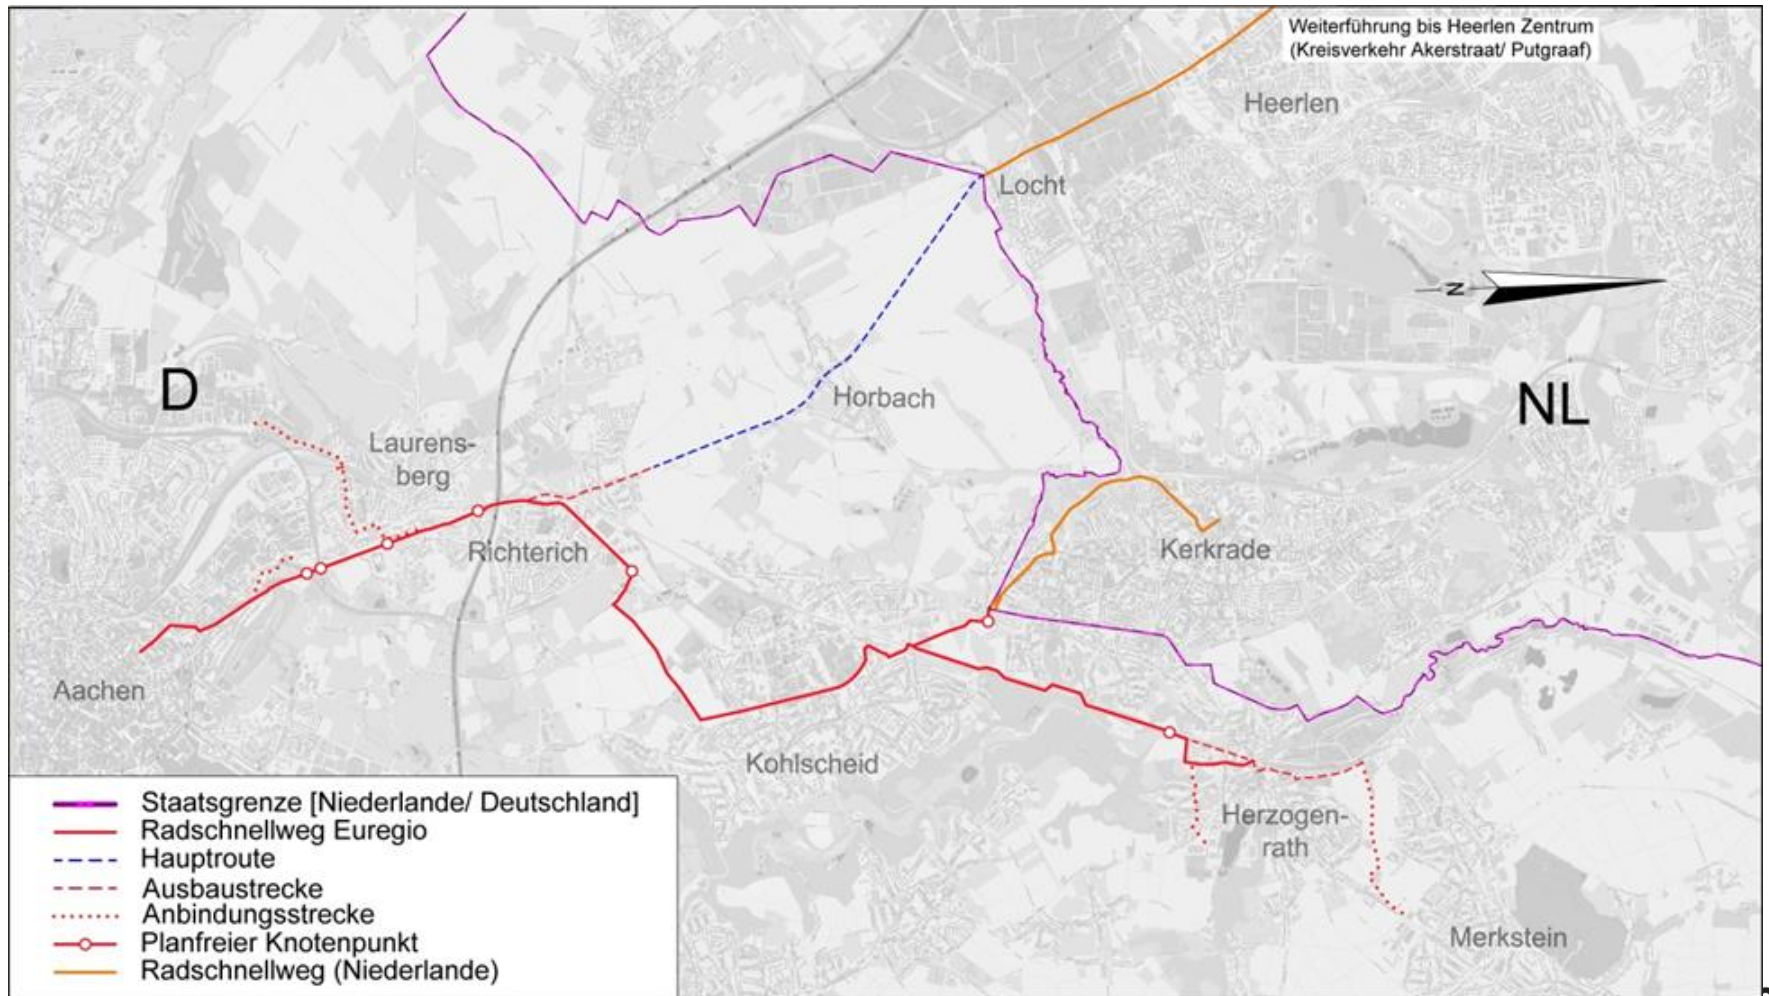 Weiterführung bis Heerlen Zentrum
(Kreisverkehr Akerstraat/ Putgraaf)
Heerlen
Locht
N
D
NL
Horbach
Laurens-
berg
Richterich
Kerkrade
Aachen
Kohlscheid
Herzogen-
rath
Merkstein
Staatsgrenze [Niederlande/ Deutschland]
Radschnellweg Euregio
Hauptroute
Ausbaustrecke
Anbindungsstrecke
Planfreier Knotenpunkt
Radschnellweg (Niederlande)